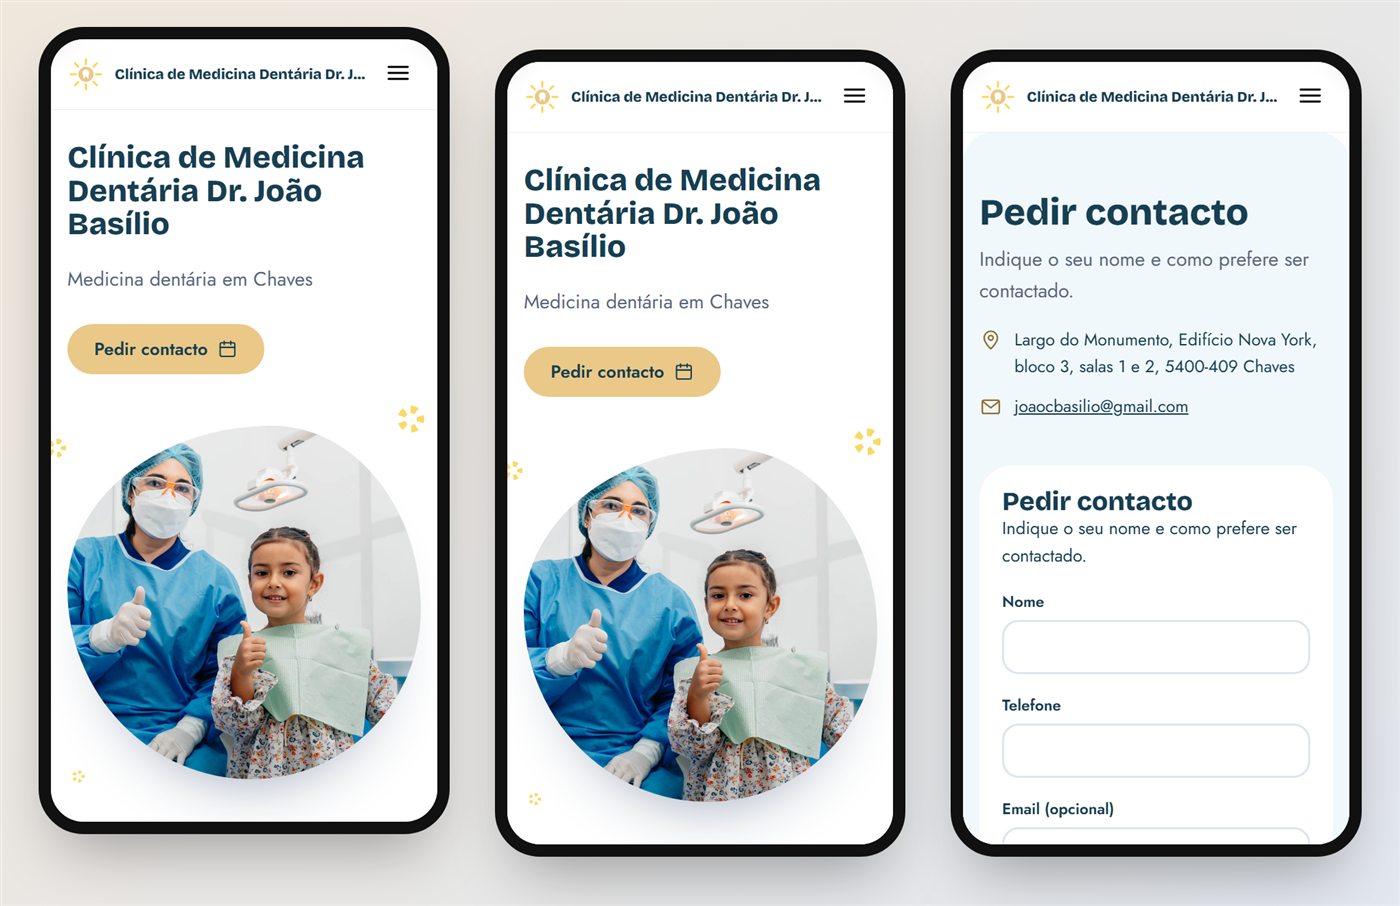 Clínica de Medicina Dentária Dr. J...
Clínica de Medicina
Dentária Dr. João
Basílio
Medicina dentária em Chaves
Pedir contacto
Clínica de Medicina Dentária Dr. J...
Clínica de Medicina
Dentária Dr. João
Basílio
Medicina dentária em Chaves
Pedir contacto
Clínica de Medicina Dentária Dr. J...
Pedir contacto
Indique o seu nome e como prefere ser
contactado.
Largo do Monumento, Edifício Nova York,
bloco 3, salas 1 e 2, 5400-409 Chaves
joaocbasilio@gmail.com
Pedir contacto
Indique o seu nome e como prefere ser
contactado.
Nome
Telefone
Email (opcional)